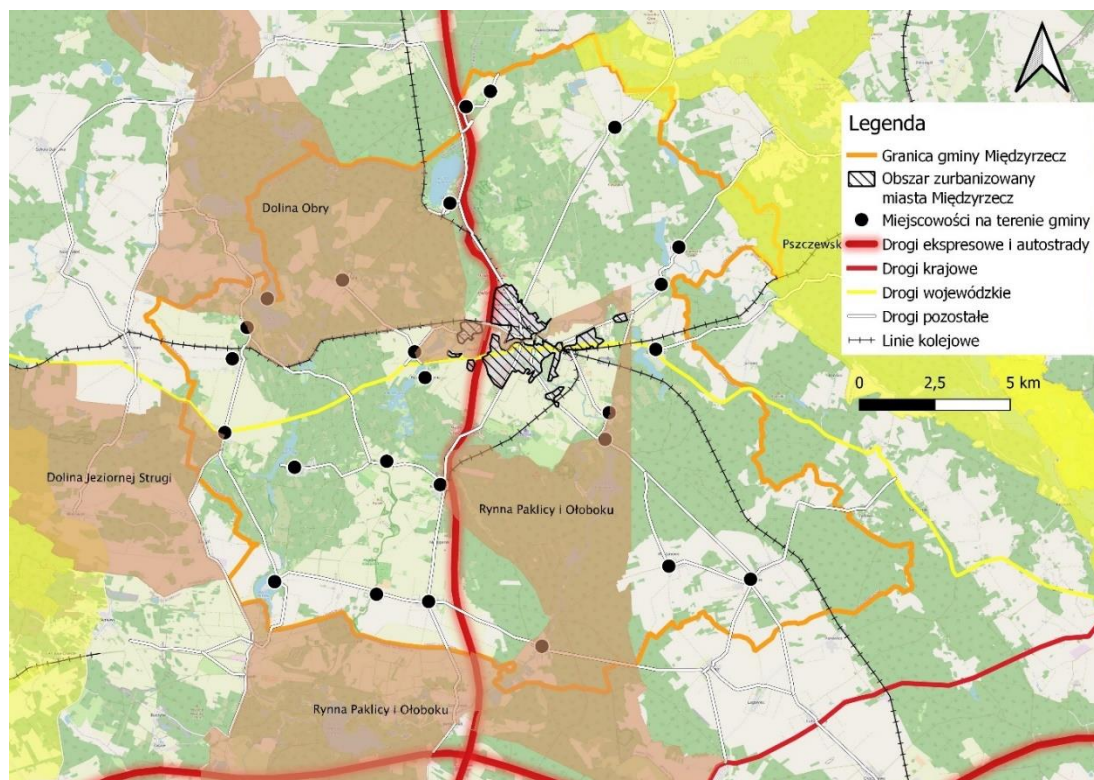 Dolina Obry
Pszczewsk
Dolina Jeziornej Strugi
Rynna Paklicy i Ołoboku
Rynna Paklicy i Ołoboku
Legenda
Granica gminy Międzyrzecz
Obszar zurbanizowany
miasta Międzyrzecz
Miejscowości na terenie gminy
Drogi ekspresowe i autostrady
Drogi krajowe
Drogi wojewódzkie
Drogi pozostałe
Linie kolejowe
0 2,5 5 km